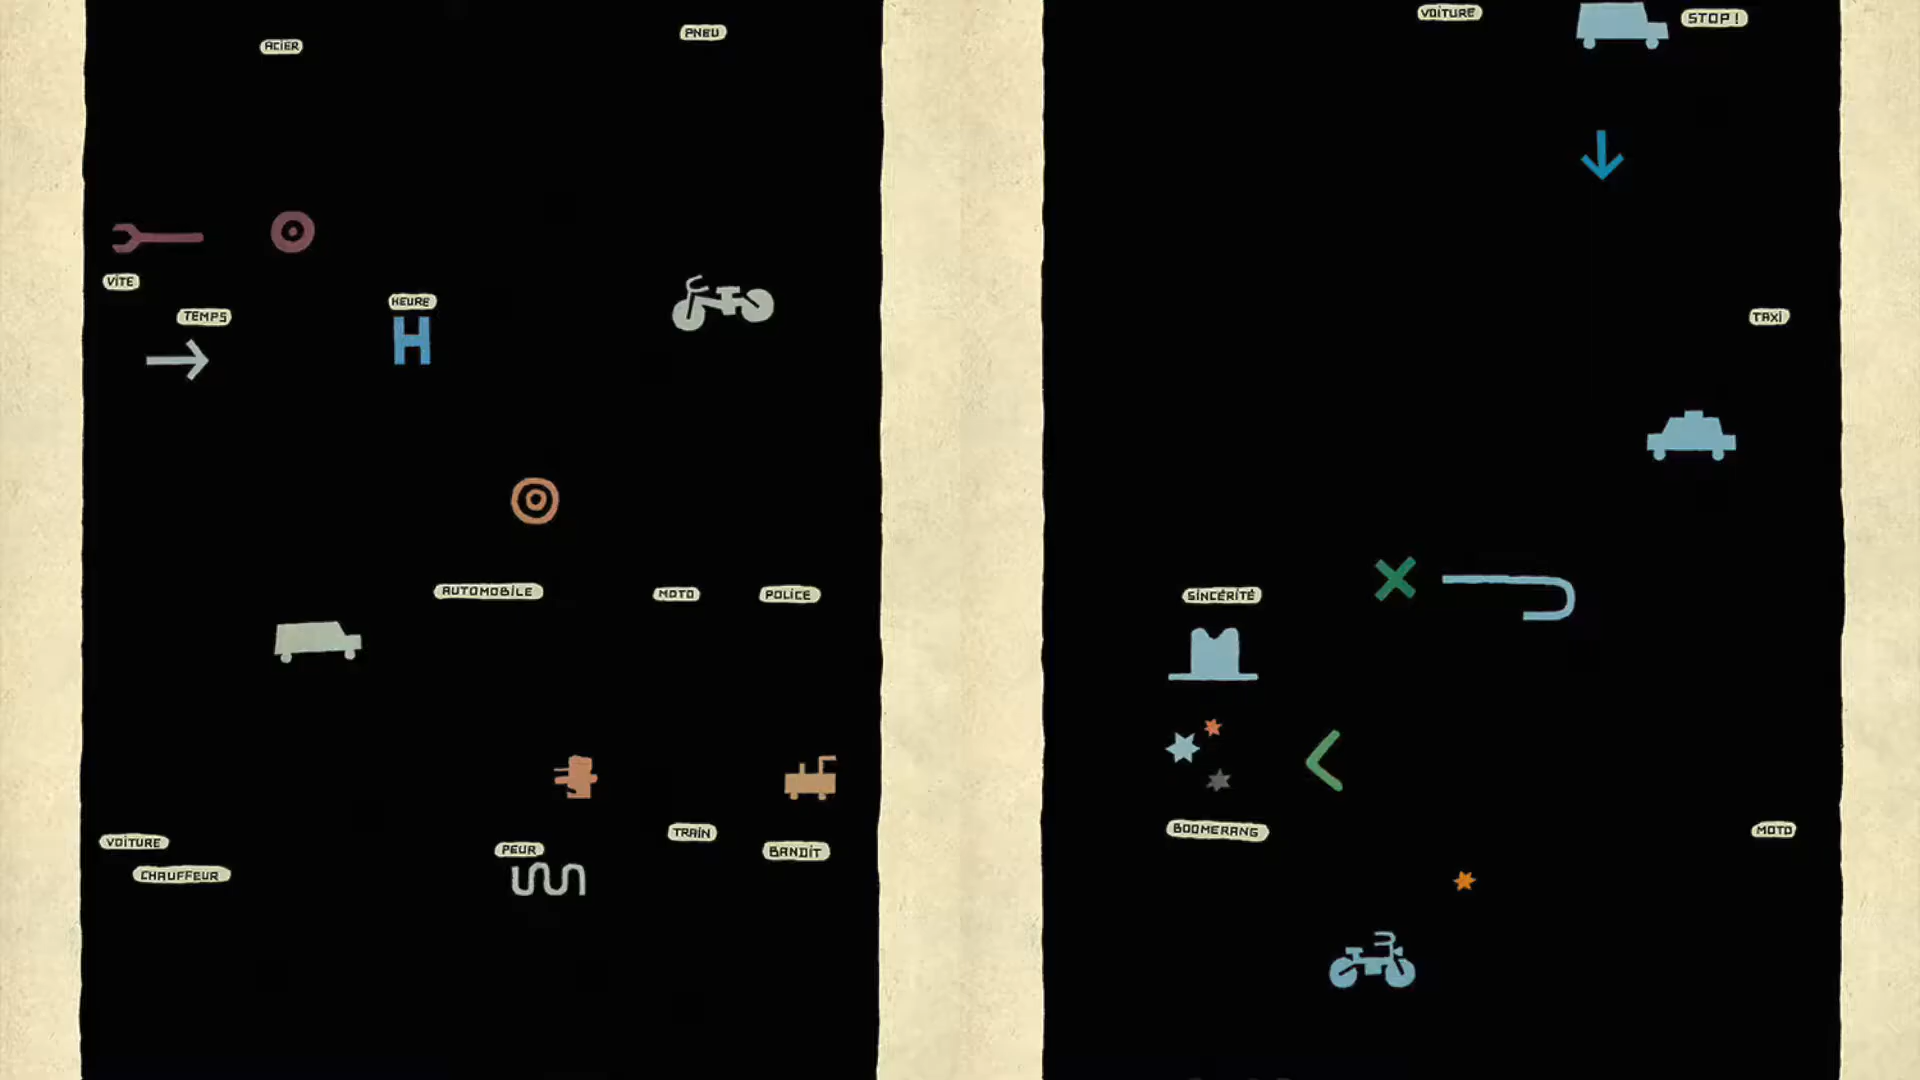 ACIER
PNEU
VITE
TEMPS
HEURE
H
AUTOMOBILE
MOTO
POLICE
VOITURE
CHAUFFEUR
PEUR
TRAIN
BANDIT
VOITURE
STOP !
TAXI
SINCÉRITÉ
BOOMERANG
MOTO